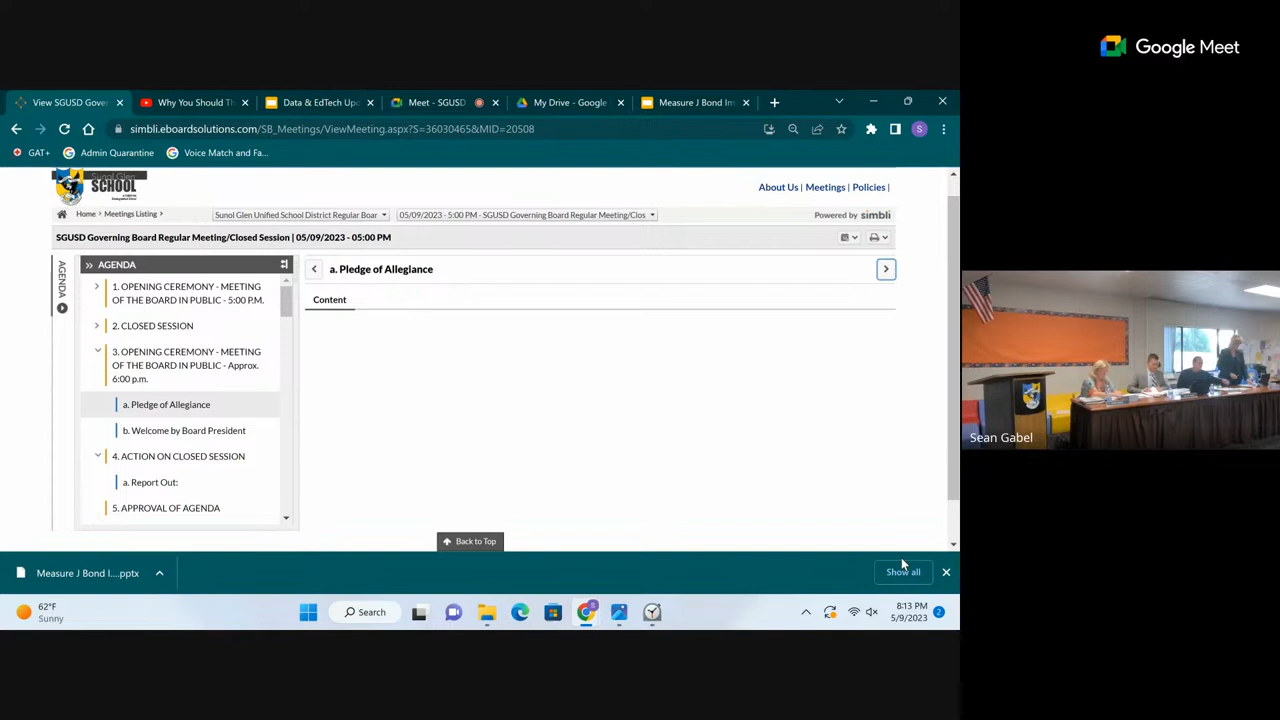 Google Meet
View SGUSD Gover
Why You Should Th
Data & EdTech Upd
Meet - SGUSD
My Drive - Google
Measure J Bond Im
simbli.eboardsolutions.com/SB_Meetings/ViewMeeting.aspx?S=36030465&MID=20508
S
GAT+
Admin Quarantine
Voice Match and Fa...
Sunol Glen
SCHOOL
About Us | Meetings | Policies |
Home > Meetings Listing >
Sunol Glen Unified School District Regular Boar
05/09/2023 - 5:00 PM - SGUSD Governing Board Regular Meeting/Clos
Powered by simbli
SGUSD Governing Board Regular Meeting/Closed Session | 05/09/2023 - 05:00 PM
AGENDA
AGENDA
a. Pledge of Allegiance
Content
1. OPENING CEREMONY - MEETING
OF THE BOARD IN PUBLIC - 5:00 P.M.
2. CLOSED SESSION
3. OPENING CEREMONY - MEETING
OF THE BOARD IN PUBLIC - Approx.
6:00 p.m.
a. Pledge of Allegiance
b. Welcome by Board President
4. ACTION ON CLOSED SESSION
a. Report Out:
5. APPROVAL OF AGENDA
Back to Top
Sean Gabel
Measure J Bond I....pptx
Show all
62°F
Sunny
Search
8:13 PM
5/9/2023
2